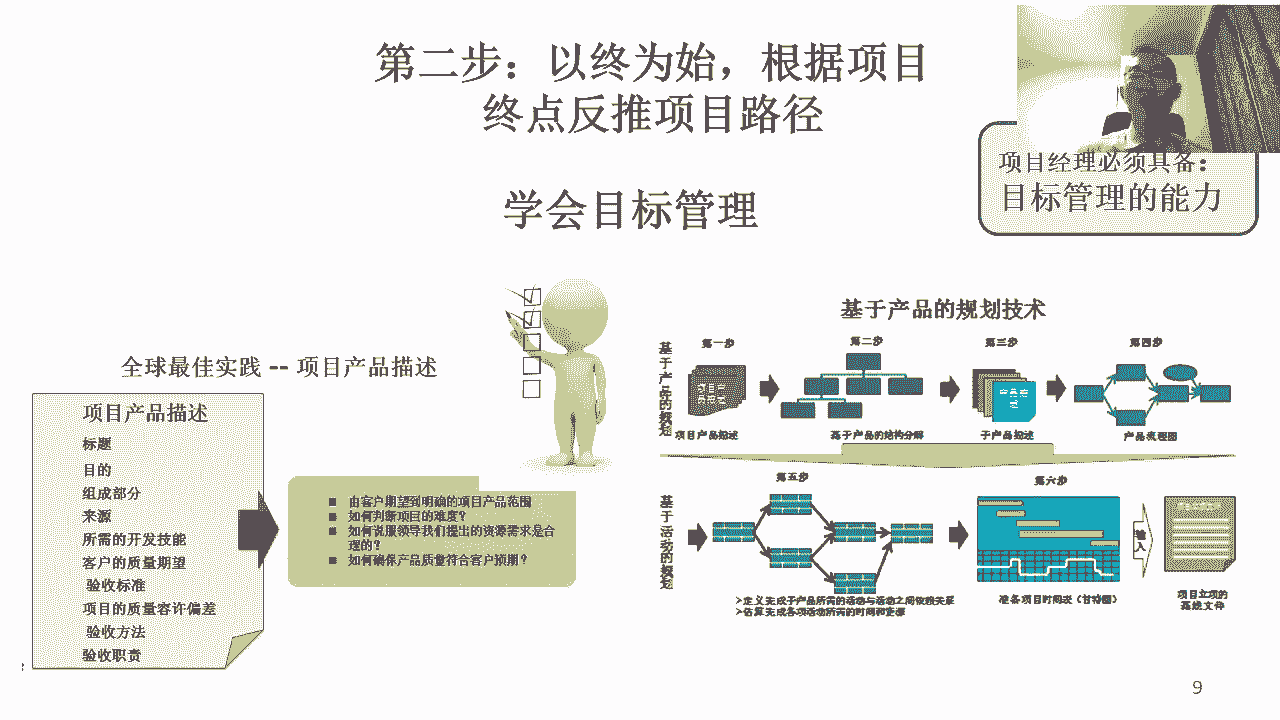 第二步：以终为始，根据项目
终点反推项目路径
学会目标管理
项目经理必须具备：
目标管理的能力
全球最佳实践 -- 项目产品描述
项目产品描述
标题
目的
组成部分
来源
所需的开发技能
客户的质量期望
验收标准
项目的质量容许偏差
验收方法
验收职责
■ 由客户期望到明确的项目产品范围
■ 如何判断项目的难度？
■ 如何说服领导我们提出的资源需求是合
理的？
■ 如何确保产品质量符合客户预期？
基于产品的规划技术
基于产品的规划
第一步
第二步
第三步
第四步
项目产品描述
基于产品的结构分解
子产品描述
产品流程图
基于活动的规划
第五步
第六步
➢定义完成子产品所需的活动与活动之间依赖关系
➢估算完成各项活动所需的时间和资源
准备项目时间表（甘特图）
输入
项目立项的
基线文件
9